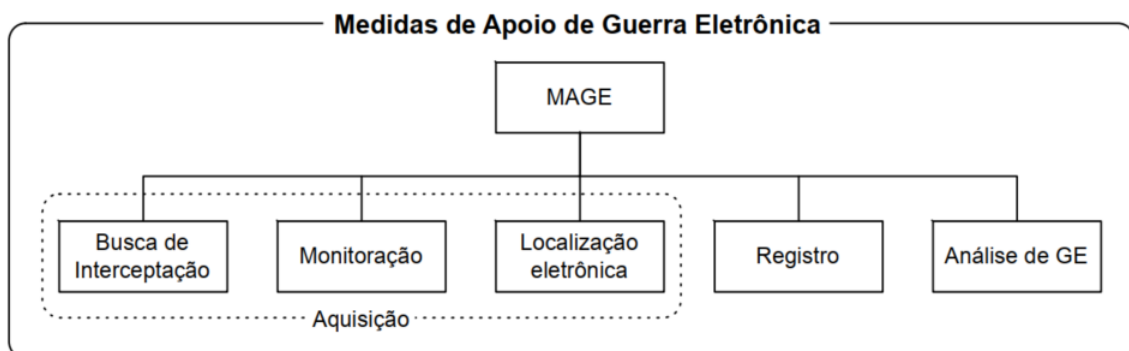 Medidas de Apoio de Guerra Eletrônica
MAGE
Busca de
Interceptação
Monitoração
Localização
eletrônica
Registro
Análise de GE
Aquisição